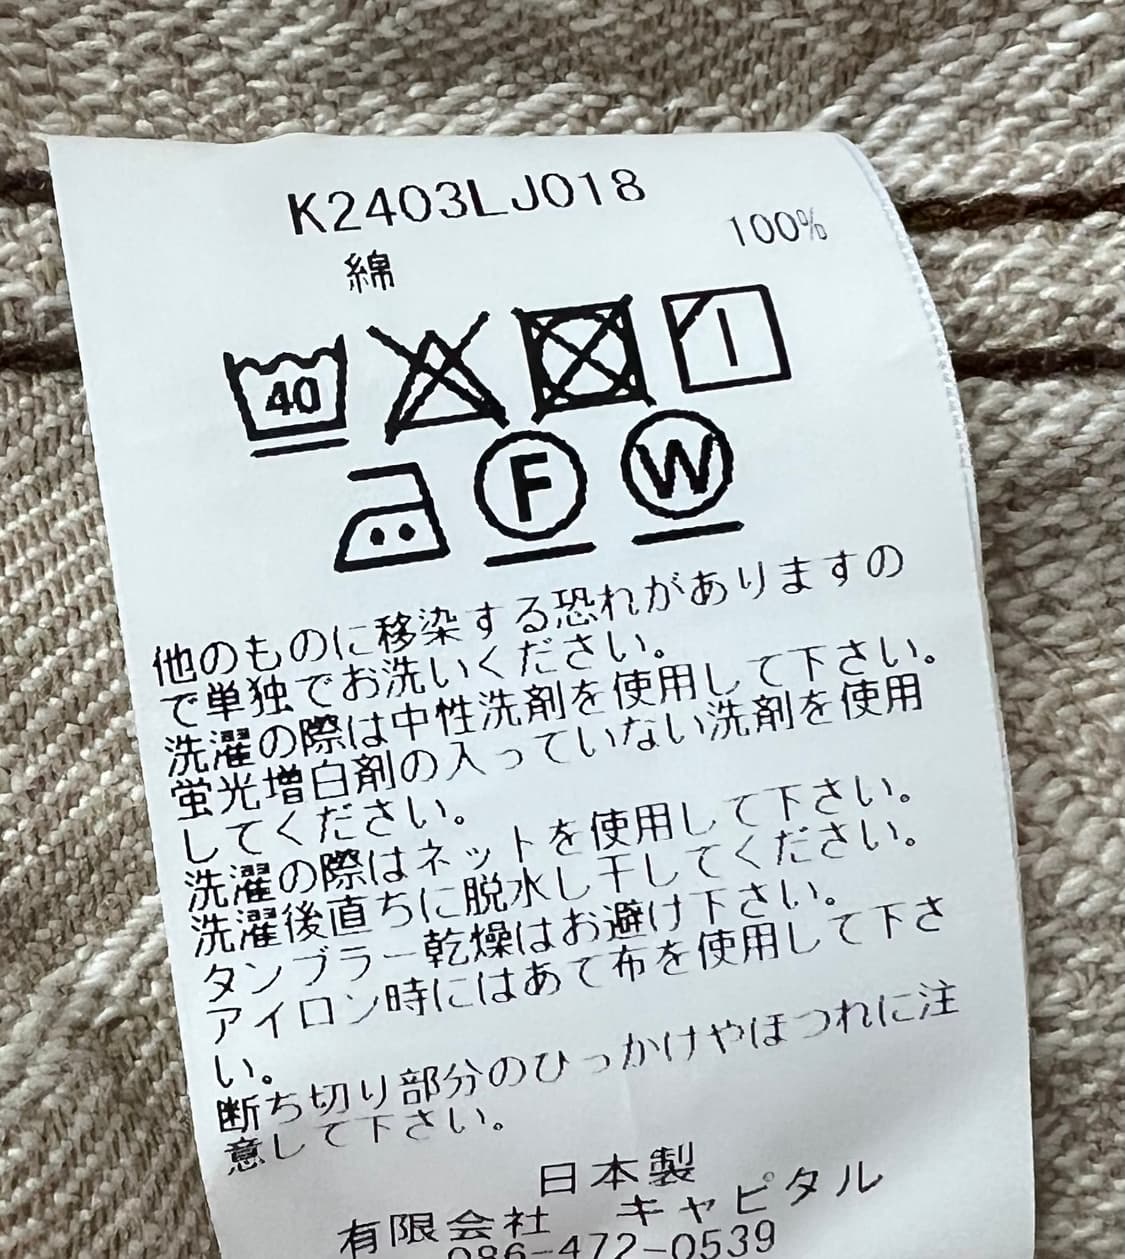 K2403LJ018
綿 100%
40
F W
他のものに移染する恐れがありますの
で単独でお洗いください。
洗濯の際は中性洗剤を使用して下さい。
蛍光増白剤の入っていない洗剤を使用
してください。
洗濯の際はネットを使用して下さい。
洗濯後直ちに脱水し干してください。
タンブラー乾燥はお避け下さい。
アイロン時にはあて布を使用して下さ
い。
断ち切り部分のひっかけやほつれに注
意して下さい。
日本製
有限会社 キャピタル
086-472-0539